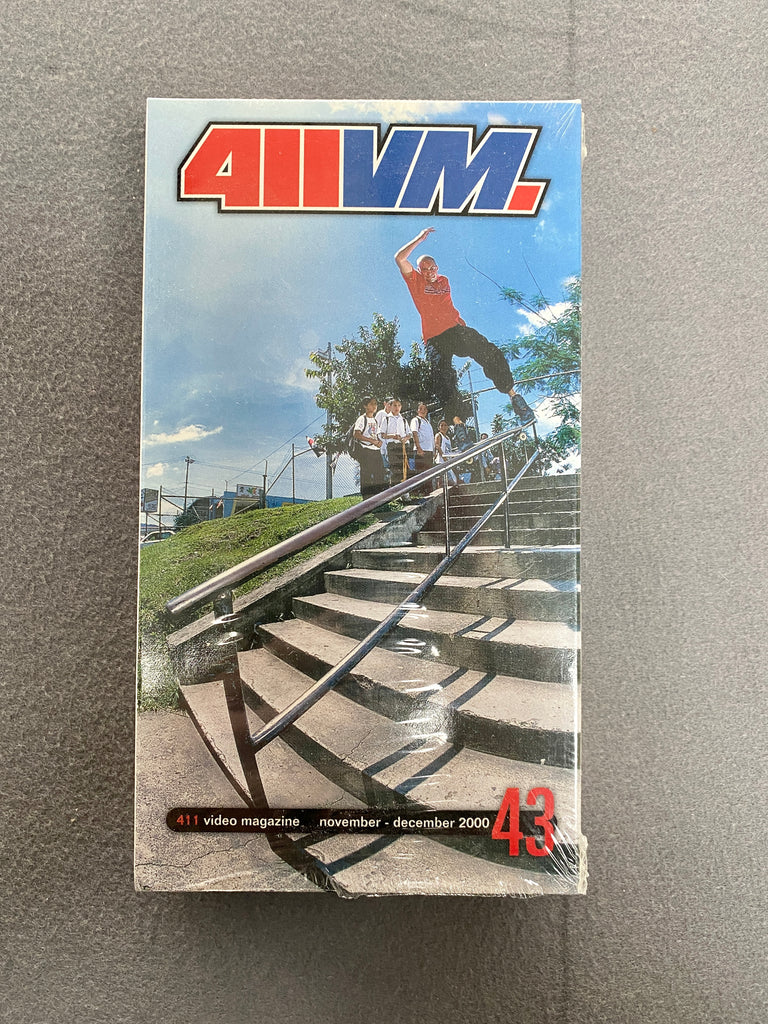 411VM.
411 video magazine november - december 2000
43